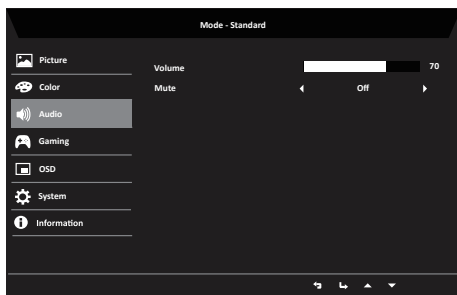 Mode - Standard
Picture
Color
Audio
Gaming
OSD
System
Information
Volume 70
Mute Off